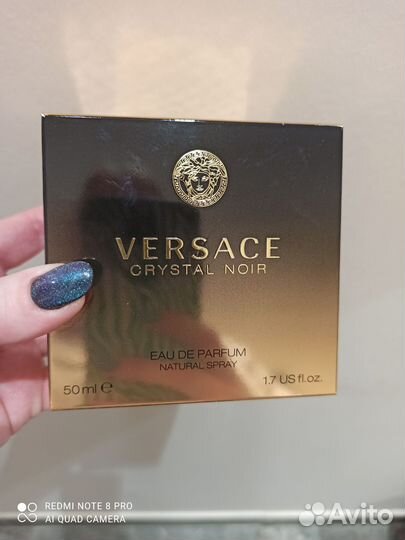 VERSACE
CRYSTAL NOIR
EAU DE PARFUM
NATURAL SPRAY
50 ml ℮ 1.7 US fl.oz.
REDMI NOTE 8 PRO
AI QUAD CAMERA
Avito